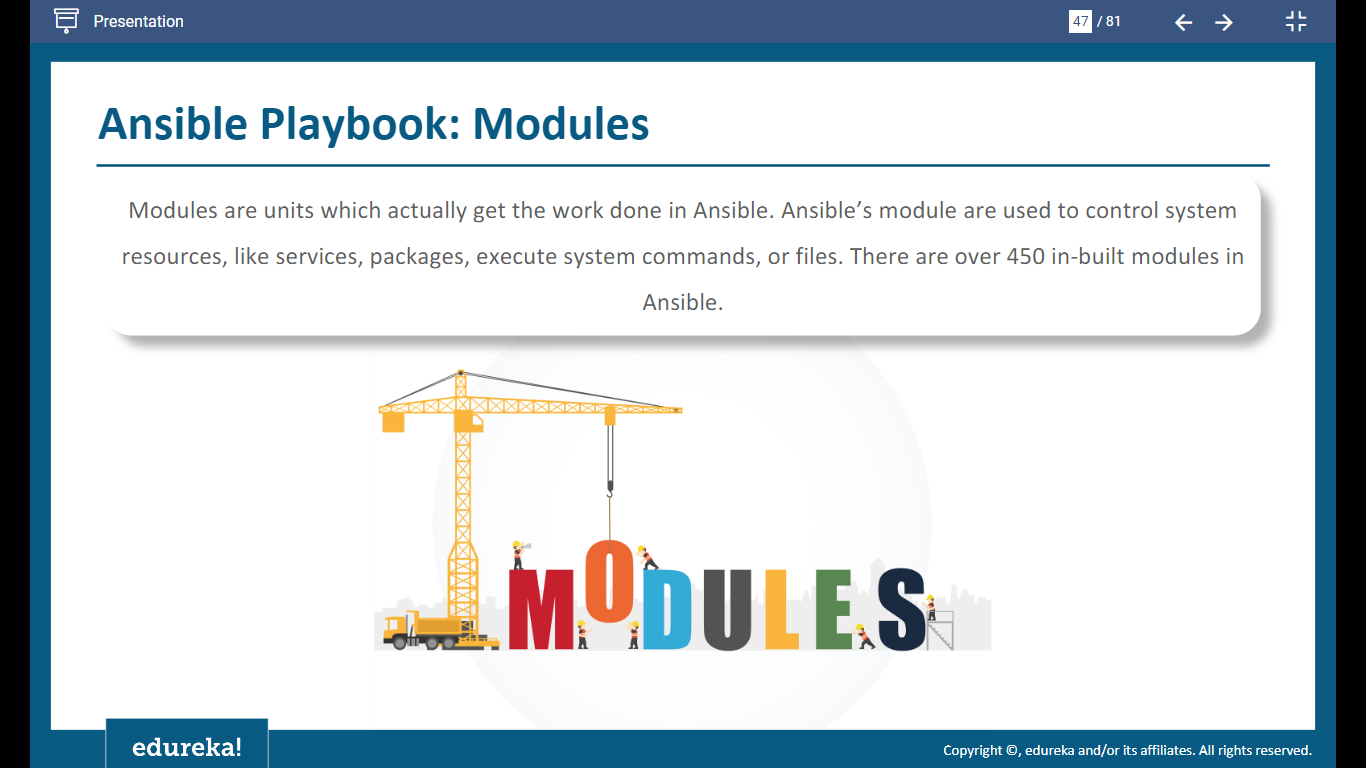 Presentation
47 / 81
Ansible Playbook: Modules
Modules are units which actually get the work done in Ansible. Ansible’s module are used to control system
resources, like services, packages, execute system commands, or files. There are over 450 in-built modules in
Ansible.
MODULES
edureka!
Copyright ©, edureka and/or its affiliates. All rights reserved.